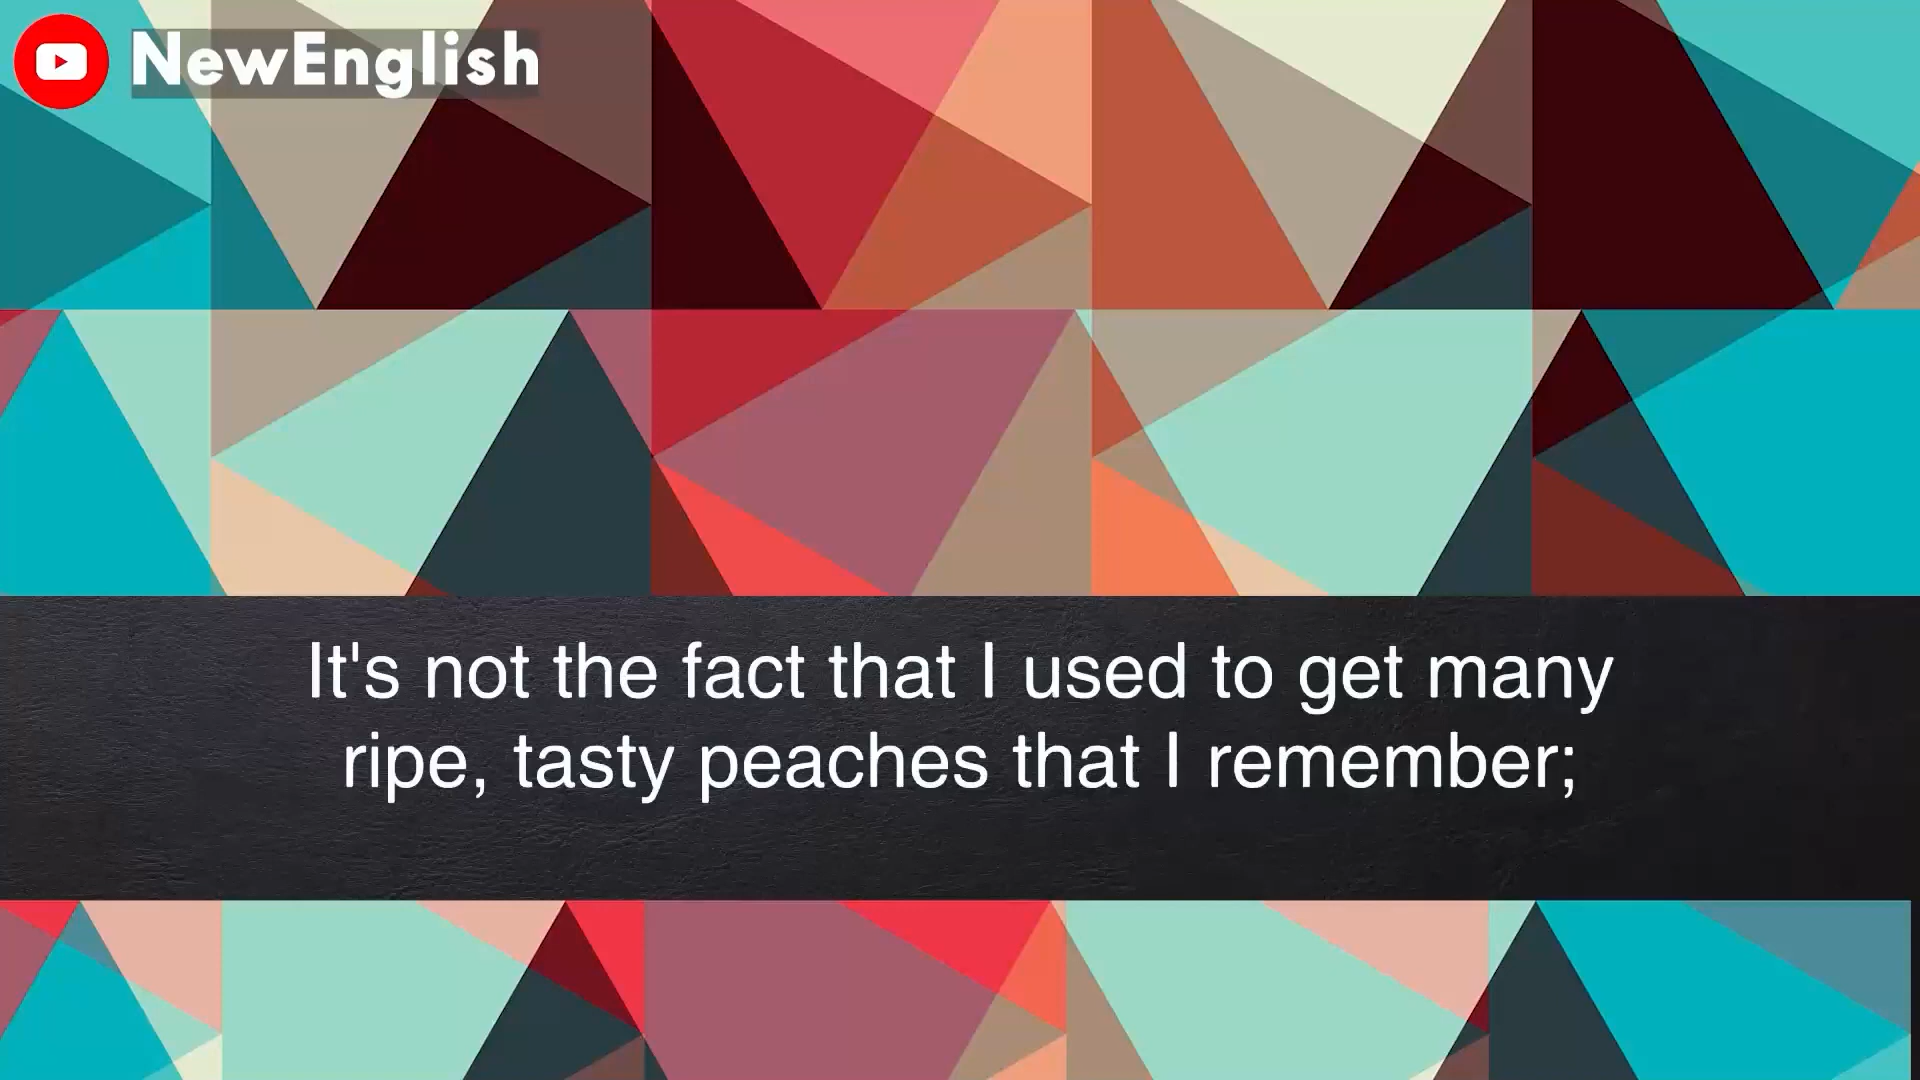 NewEnglish
It's not the fact that I used to get many
ripe, tasty peaches that I remember;